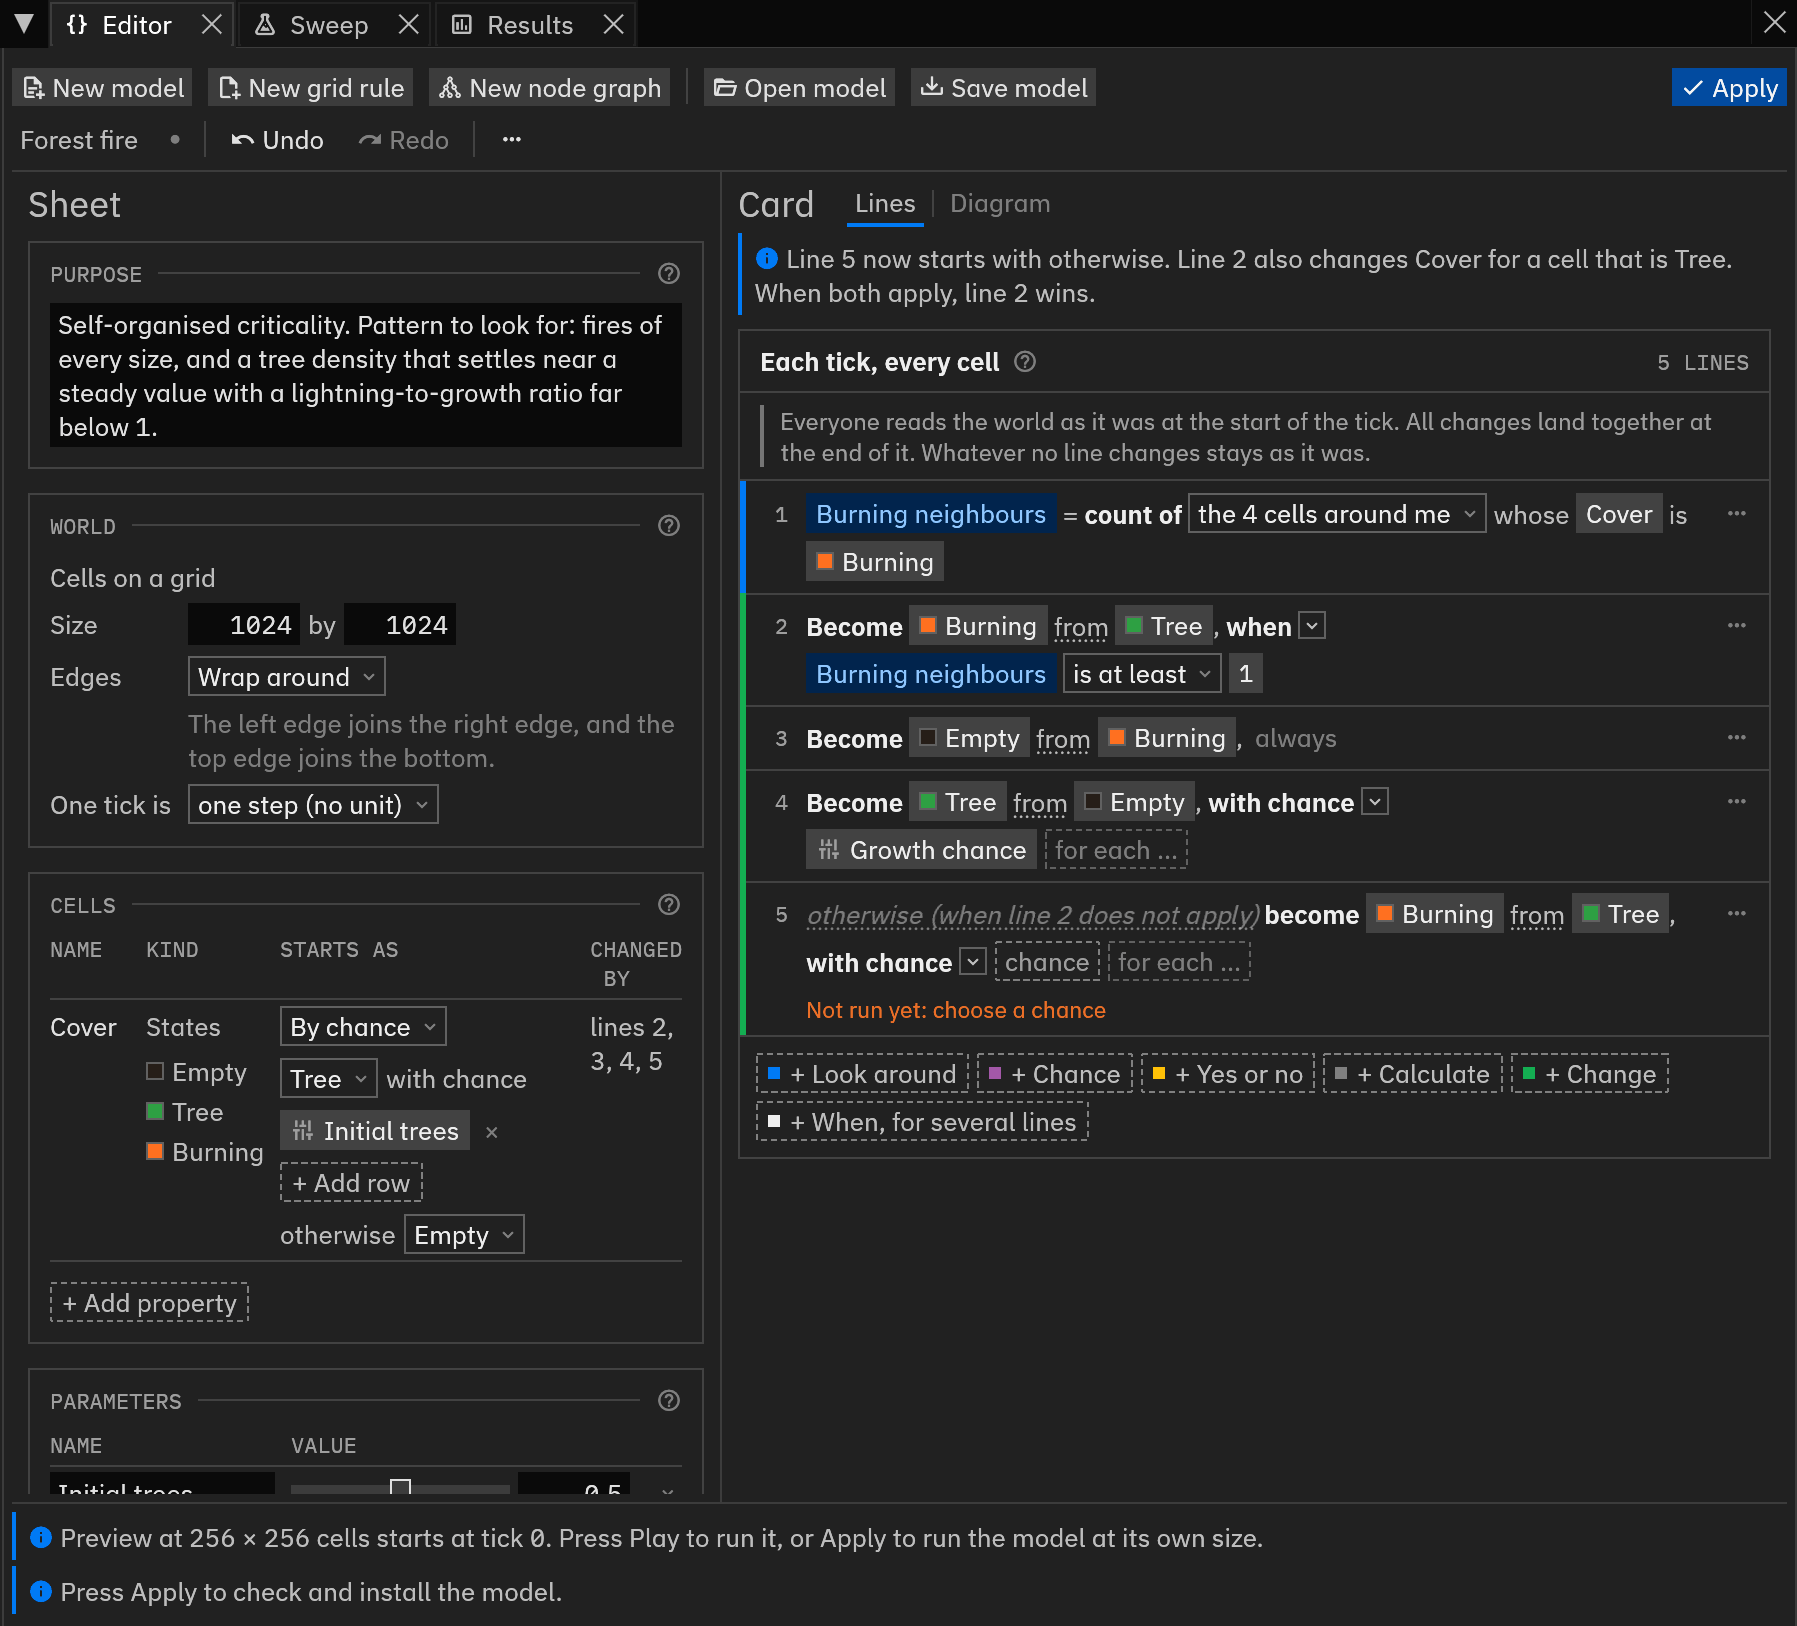 Editor
Sweep
Results
New model
New grid rule
New node graph
Open model
Save model
Apply
Forest fire
Undo
Redo
Sheet
PURPOSE
Self-organised criticality. Pattern to look for: fires of
every size, and a tree density that settles near a
steady value with a lightning-to-growth ratio far
below 1.
WORLD
Cells on a grid
Size 1024 by 1024
Edges Wrap around
The left edge joins the right edge, and the
top edge joins the bottom.
One tick is one step (no unit)
CELLS
NAME KIND STARTS AS CHANGED
BY
Cover States By chance lines 2,
3, 4, 5
Empty
Tree
Burning
Tree with chance
Initial trees ×
+ Add row
otherwise Empty
+ Add property
PARAMETERS
NAME VALUE
Initial trees 0.5
Card Lines Diagram
Line 5 now starts with otherwise. Line 2 also changes Cover for a cell that is Tree.
When both apply, line 2 wins.
Each tick, every cell 5 LINES
Everyone reads the world as it was at the start of the tick. All changes land together at
the end of it. Whatever no line changes stays as it was.
1 Burning neighbours = count of the 4 cells around me whose Cover is
Burning
2 Become Burning from Tree, when
Burning neighbours is at least 1
3 Become Empty from Burning, always
4 Become Tree from Empty, with chance
Growth chance for each ...
5 otherwise (when line 2 does not apply) become Burning from Tree,
with chance chance for each ...
Not run yet: choose a chance
+ Look around + Chance + Yes or no + Calculate + Change
+ When, for several lines
Preview at 256 × 256 cells starts at tick 0. Press Play to run it, or Apply to run the model at its own size.
Press Apply to check and install the model.